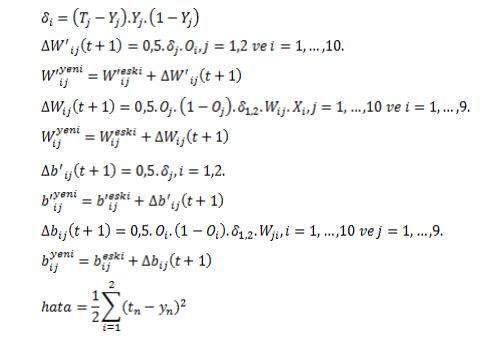 δᵢ = (Tⱼ − Yⱼ).Yⱼ.(1 − Yⱼ)
ΔW′ᵢⱼ(t + 1) = 0,5.δⱼ.Oᵢ, j = 1,2 ve i = 1, …,10.
W′ᵢⱼʸᵉⁿⁱ = W′ᵢⱼᵉˢᵏⁱ + ΔW′ᵢⱼ(t + 1)
ΔWᵢⱼ(t + 1) = 0,5.Oⱼ.(1 − Oⱼ).δ₁,₂.Wᵢⱼ.Xᵢ, j = 1, …,10 ve i = 1, …,9.
Wᵢⱼʸᵉⁿⁱ = Wᵢⱼᵉˢᵏⁱ + ΔWᵢⱼ(t + 1)
Δb′ᵢⱼ(t + 1) = 0,5.δⱼ, i = 1,2.
b′ᵢⱼʸᵉⁿⁱ = b′ᵢⱼᵉˢᵏⁱ + Δb′ᵢⱼ(t + 1)
Δbᵢⱼ(t + 1) = 0,5.Oᵢ.(1 − Oᵢ).δ₁,₂.Wⱼᵢ, i = 1, …,10 ve j = 1, …,9.
bᵢⱼʸᵉⁿⁱ = bᵢⱼᵉˢᵏⁱ + Δbᵢⱼ(t + 1)
hata = 1/2 ∑ᵢ₌₁² (tₙ − yₙ)²